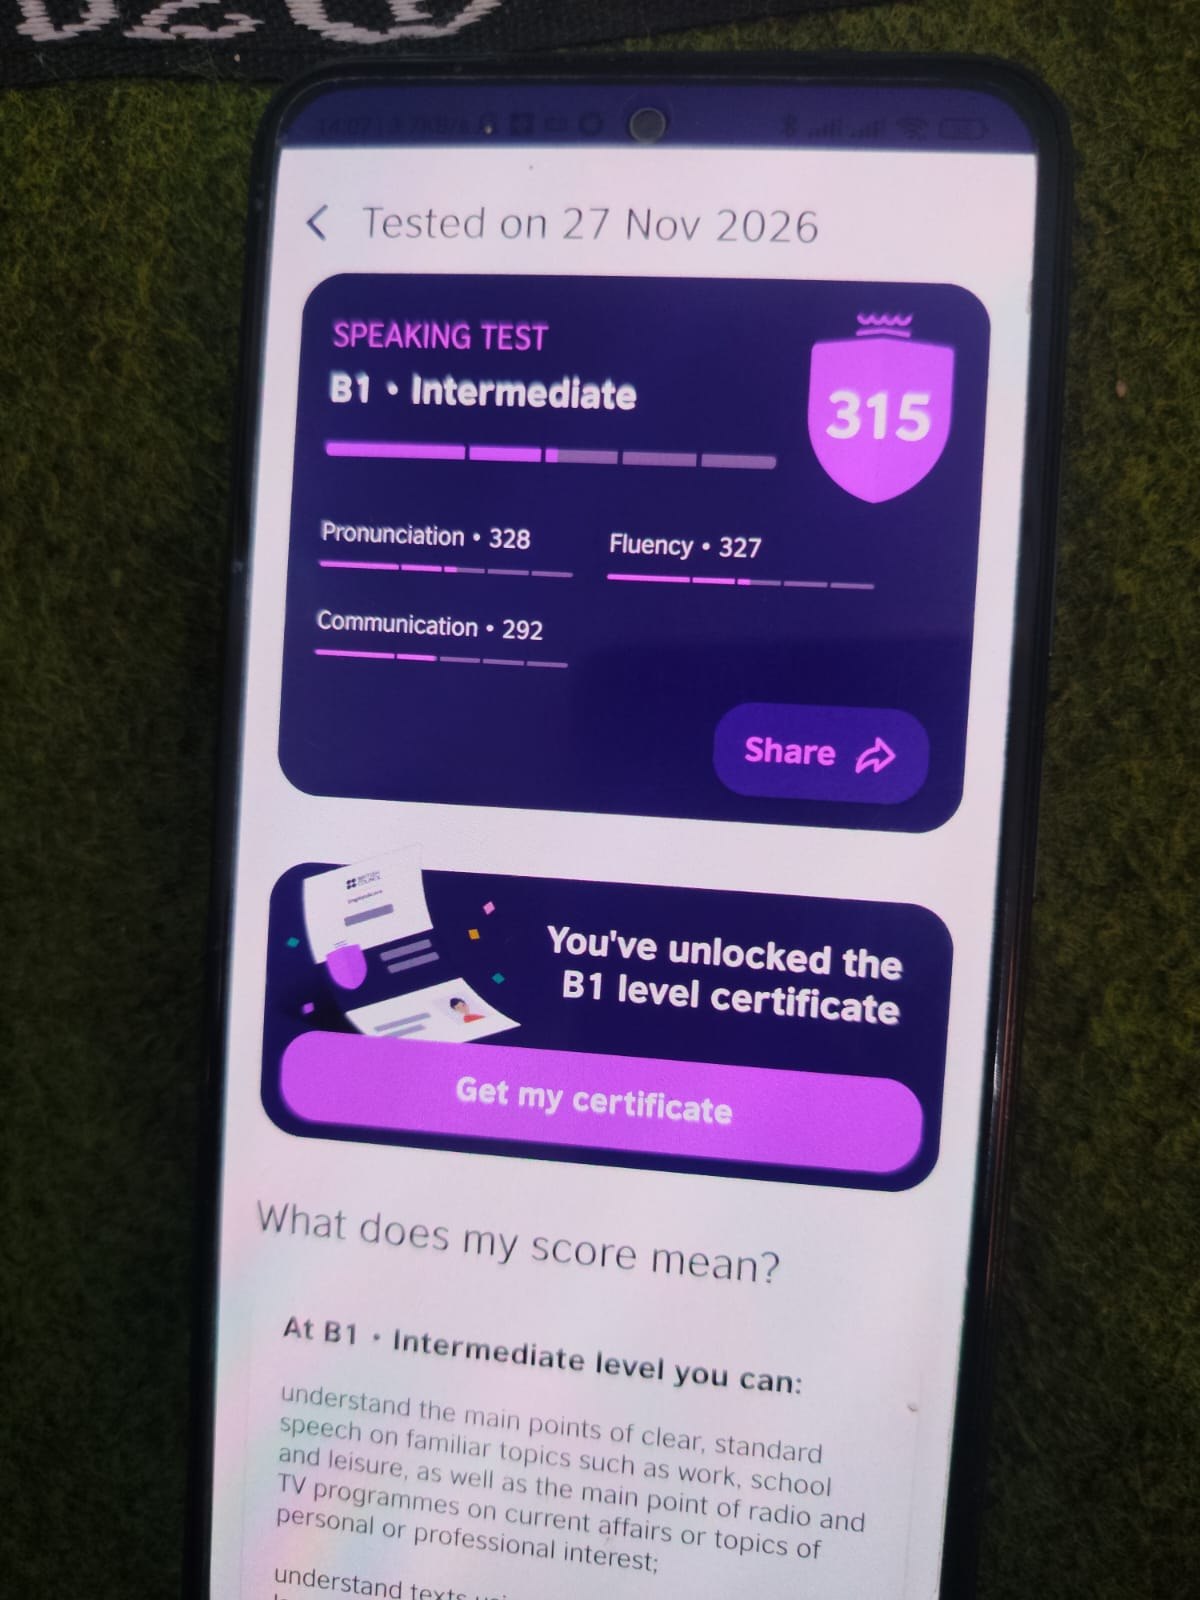 Tested on 27 Nov 2026
SPEAKING TEST
B1 • Intermediate
315
Pronunciation • 328
Fluency • 327
Communication • 292
Share
BRITISH
COUNCIL
You've unlocked the
B1 level certificate
Get my certificate
What does my score mean?
At B1 • Intermediate level you can:
understand the main points of clear, standard
speech on familiar topics such as work, school
and leisure, as well as the main point of radio and
TV programmes on current affairs or topics of
personal or professional interest;
understand texts